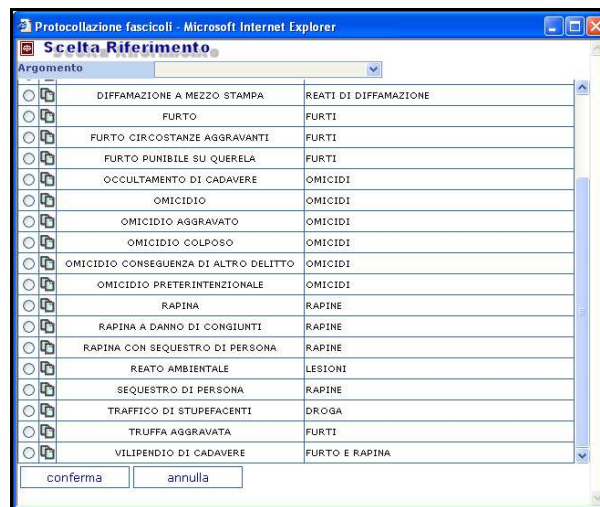 Protocollazione fascicoli - Microsoft Internet Explorer
Scelta Riferimento
Argomento
DIFFAMAZIONE A MEZZO STAMPA REATI DI DIFFAMAZIONE
FURTO FURTI
FURTO CIRCOSTANZE AGGRAVANTI FURTI
FURTO PUNIBILE SU QUERELA FURTI
OCCULTAMENTO DI CADAVERE OMICIDI
OMICIDIO OMICIDI
OMICIDIO AGGRAVATO OMICIDI
OMICIDIO COLPOSO OMICIDI
OMICIDIO CONSEGUENZA DI ALTRO DELITTO OMICIDI
OMICIDIO PRETERINTENZIONALE OMICIDI
RAPINA RAPINE
RAPINA A DANNO DI CONGIUNTI RAPINE
RAPINA CON SEQUESTRO DI PERSONA RAPINE
REATO AMBIENTALE LESIONI
SEQUESTRO DI PERSONA RAPINE
TRAFFICO DI STUPEFACENTI DROGA
TRUFFA AGGRAVATA FURTI
VILIPENDIO DI CADAVERE FURTO E RAPINA
conferma annulla